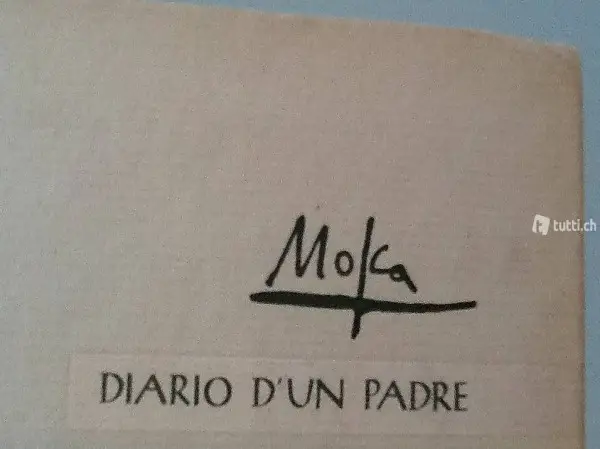 Mosca
DIARIO D'UN PADRE
tutti.ch